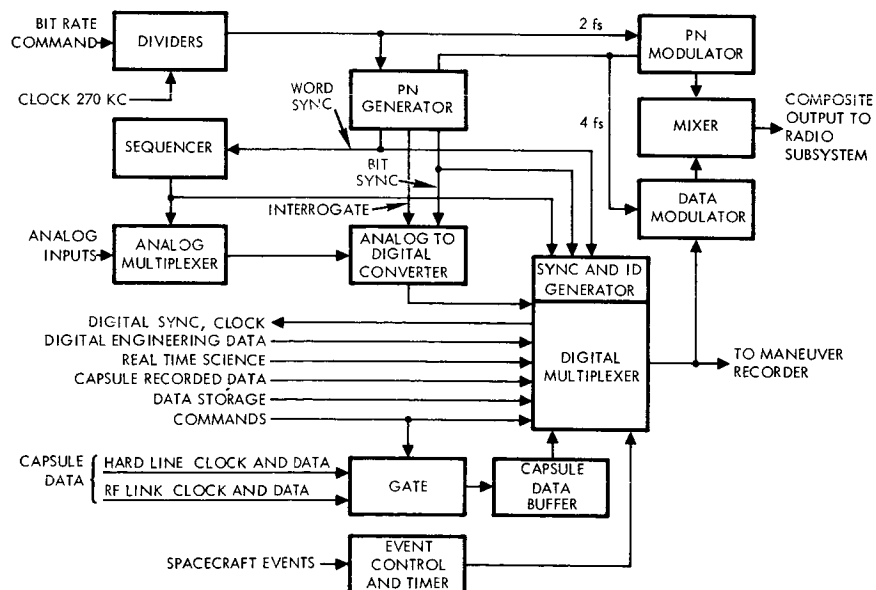 BIT RATE
COMMAND
DIVIDERS
2 fs
PN
MODULATOR
CLOCK 270 KC
WORD
SYNC
PN
GENERATOR
4 fs
MIXER
COMPOSITE
OUTPUT TO
RADIO
SUBSYSTEM
SEQUENCER
BIT
SYNC
INTERROGATE
DATA
MODULATOR
ANALOG
INPUTS
ANALOG
MULTIPLEXER
ANALOG TO
DIGITAL
CONVERTER
SYNC AND ID
GENERATOR
DIGITAL SYNC, CLOCK
DIGITAL ENGINEERING DATA
REAL TIME SCIENCE
CAPSULE RECORDED DATA
DATA STORAGE
COMMANDS
DIGITAL
MULTIPLEXER
TO MANEUVER
RECORDER
CAPSULE
DATA
HARD LINE CLOCK AND DATA
RF LINK CLOCK AND DATA
GATE
CAPSULE
DATA
BUFFER
SPACECRAFT EVENTS
EVENT
CONTROL
AND TIMER